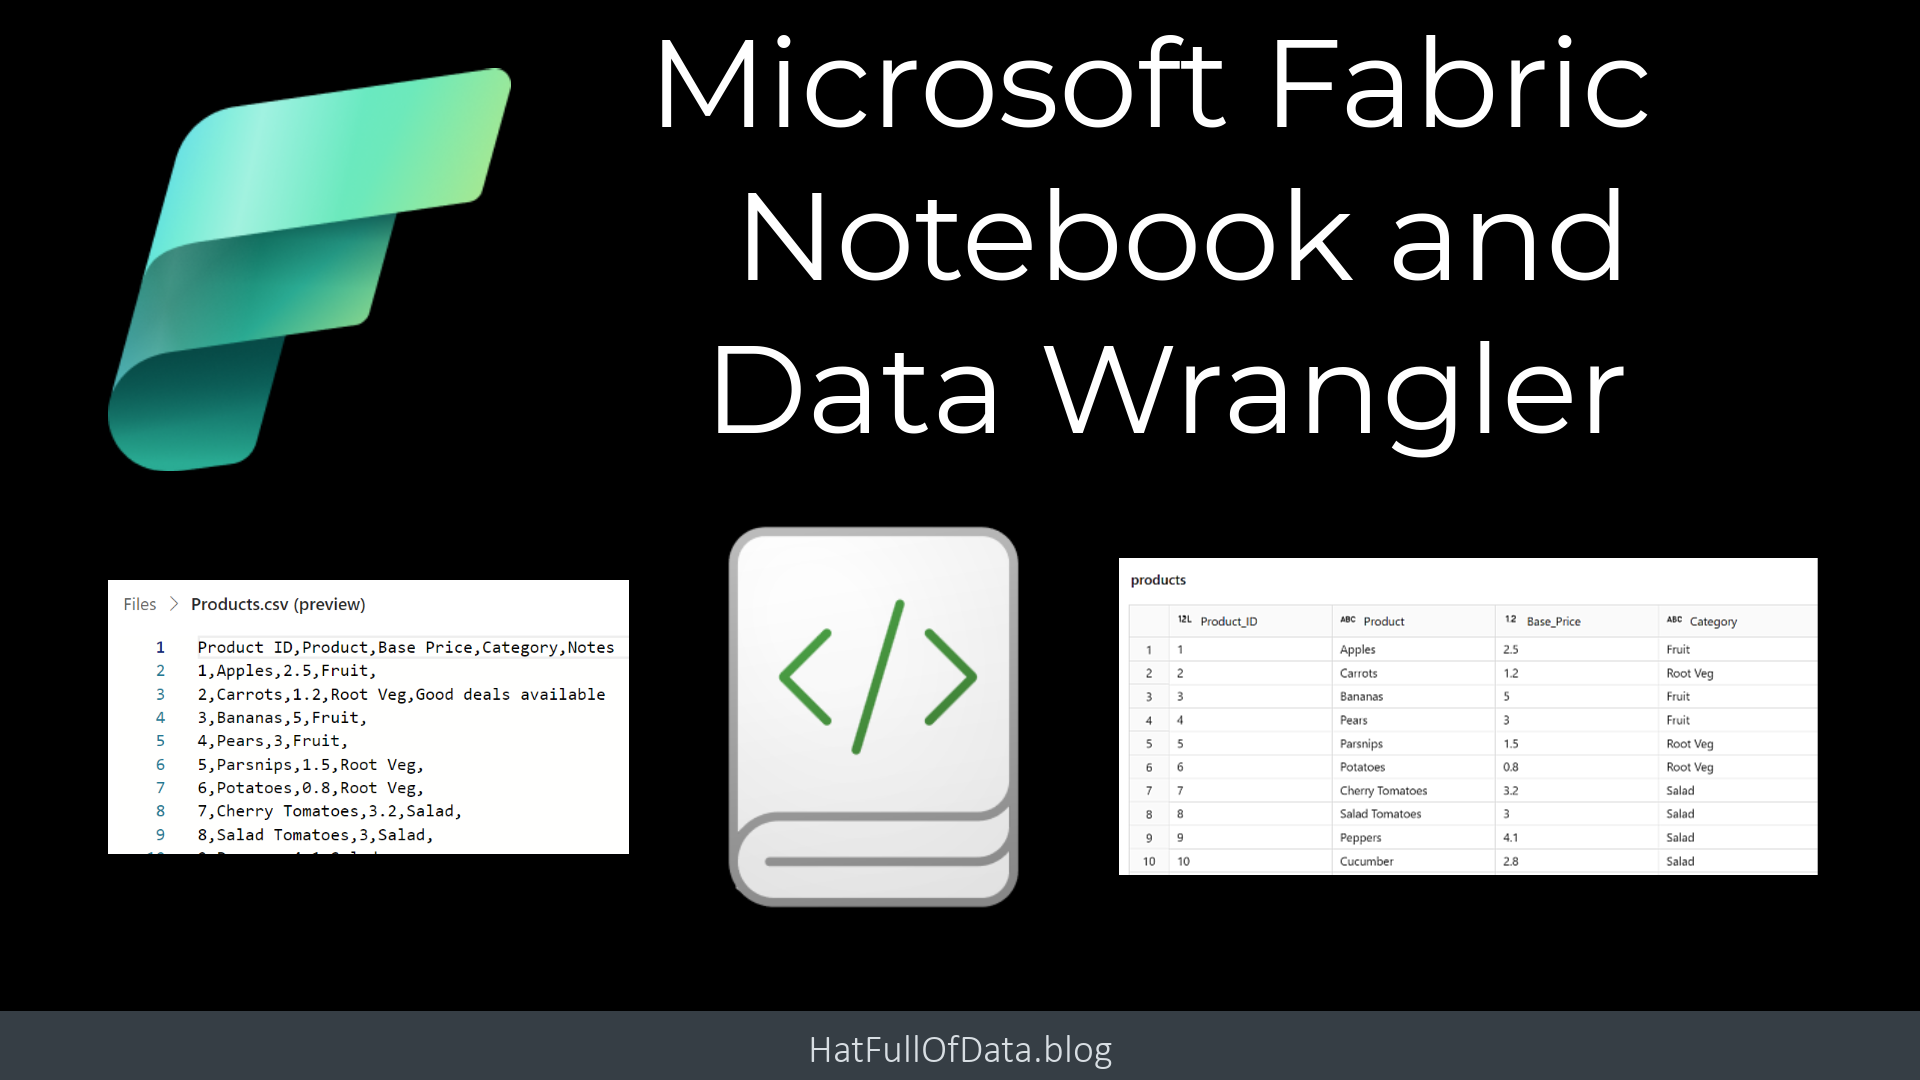 Microsoft Fabric
Notebook and
Data Wrangler
Files > Products.csv (preview)
1 Product ID,Product,Base Price,Category,Notes
2 1,Apples,2.5,Fruit,
3 2,Carrots,1.2,Root Veg,Good deals available
4 3,Bananas,5,Fruit,
5 4,Pears,3,Fruit,
6 5,Parsnips,1.5,Root Veg,
7 6,Potatoes,0.8,Root Veg,
8 7,Cherry Tomatoes,3.2,Salad,
9 8,Salad Tomatoes,3,Salad,
</>
products
12L Product_ID ABC Product 1.2 Base_Price ABC Category
1 1 Apples 2.5 Fruit
2 2 Carrots 1.2 Root Veg
3 3 Bananas 5 Fruit
4 4 Pears 3 Fruit
5 5 Parsnips 1.5 Root Veg
6 6 Potatoes 0.8 Root Veg
7 7 Cherry Tomatoes 3.2 Salad
8 8 Salad Tomatoes 3 Salad
9 9 Peppers 4.1 Salad
10 10 Cucumber 2.8 Salad
HatFullOfData.blog